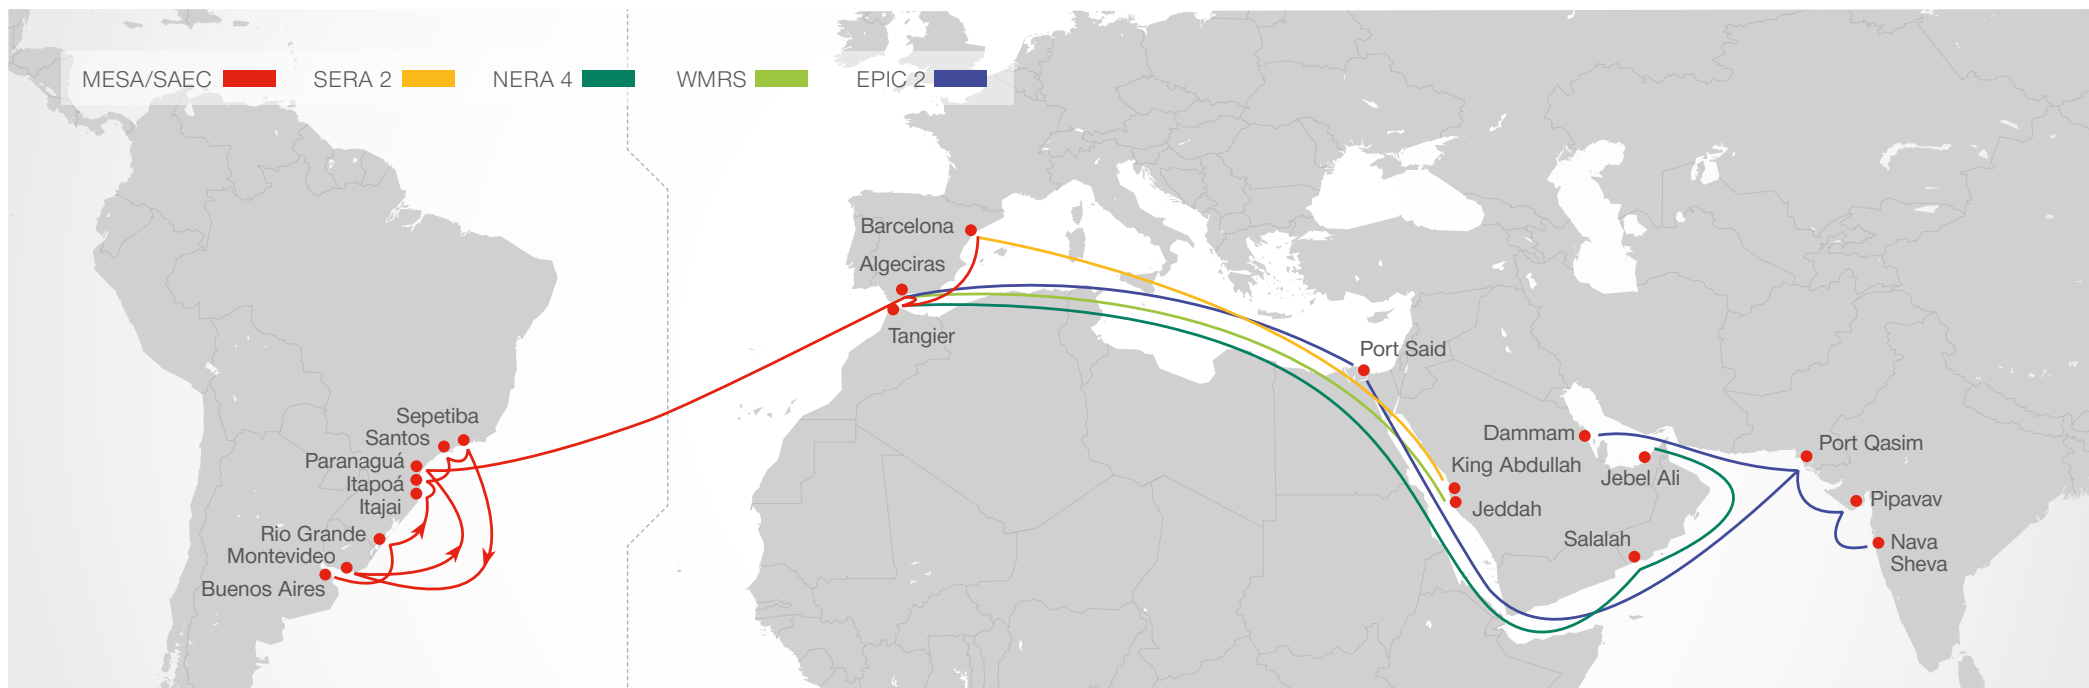 MESA/SAEC SERA 2 NERA 4 WMRS EPIC 2
Barcelona
Algeciras
Tangier
Port Said
Sepetiba
Santos
Paranaguá
Itapoá
Itajai
Rio Grande
Montevideo
Buenos Aires
Dammam
King Abdullah
Jebel Ali
Jeddah
Salalah
Port Qasim
Pipavav
Nava
Sheva